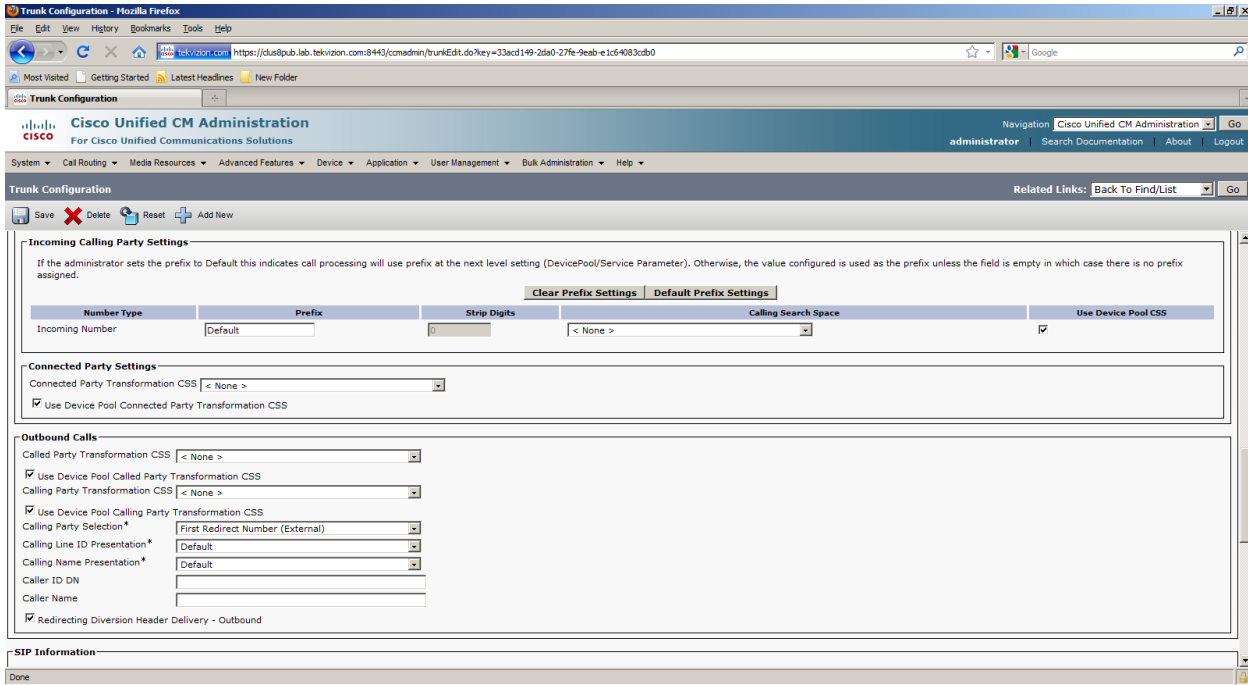 Trunk Configuration - Mozilla Firefox
File Edit View History Bookmarks Tools Help
tekvizion.com https://clus8pub.lab.tekvizion.com:8443/ccmadmin/trunkEdit.do?key=33acd149-2da0-27fe-9eab-e1c64083cdb0
Google
Most Visited Getting Started Latest Headlines New Folder
Trunk Configuration
CISCO
Cisco Unified CM Administration
For Cisco Unified Communications Solutions
Navigation Cisco Unified CM Administration Go
administrator | Search Documentation | About | Logout
System Call Routing Media Resources Advanced Features Device Application User Management Bulk Administration Help
Trunk Configuration
Related Links: Back To Find/List Go
Save Delete Reset Add New
Incoming Calling Party Settings
If the administrator sets the prefix to Default this indicates call processing will use prefix at the next level setting (DevicePool/Service Parameter). Otherwise, the value configured is used as the prefix unless the field is empty in which case there is no prefix
assigned.
Clear Prefix Settings Default Prefix Settings
Number Type Prefix Strip Digits Calling Search Space Use Device Pool CSS
Incoming Number Default 0 < None >
Connected Party Settings
Connected Party Transformation CSS < None >
Use Device Pool Connected Party Transformation CSS
Outbound Calls
Called Party Transformation CSS < None >
Use Device Pool Called Party Transformation CSS
Calling Party Transformation CSS < None >
Use Device Pool Calling Party Transformation CSS
Calling Party Selection* First Redirect Number (External)
Calling Line ID Presentation* Default
Calling Name Presentation* Default
Caller ID DN
Caller Name
Redirecting Diversion Header Delivery - Outbound
SIP Information
Done